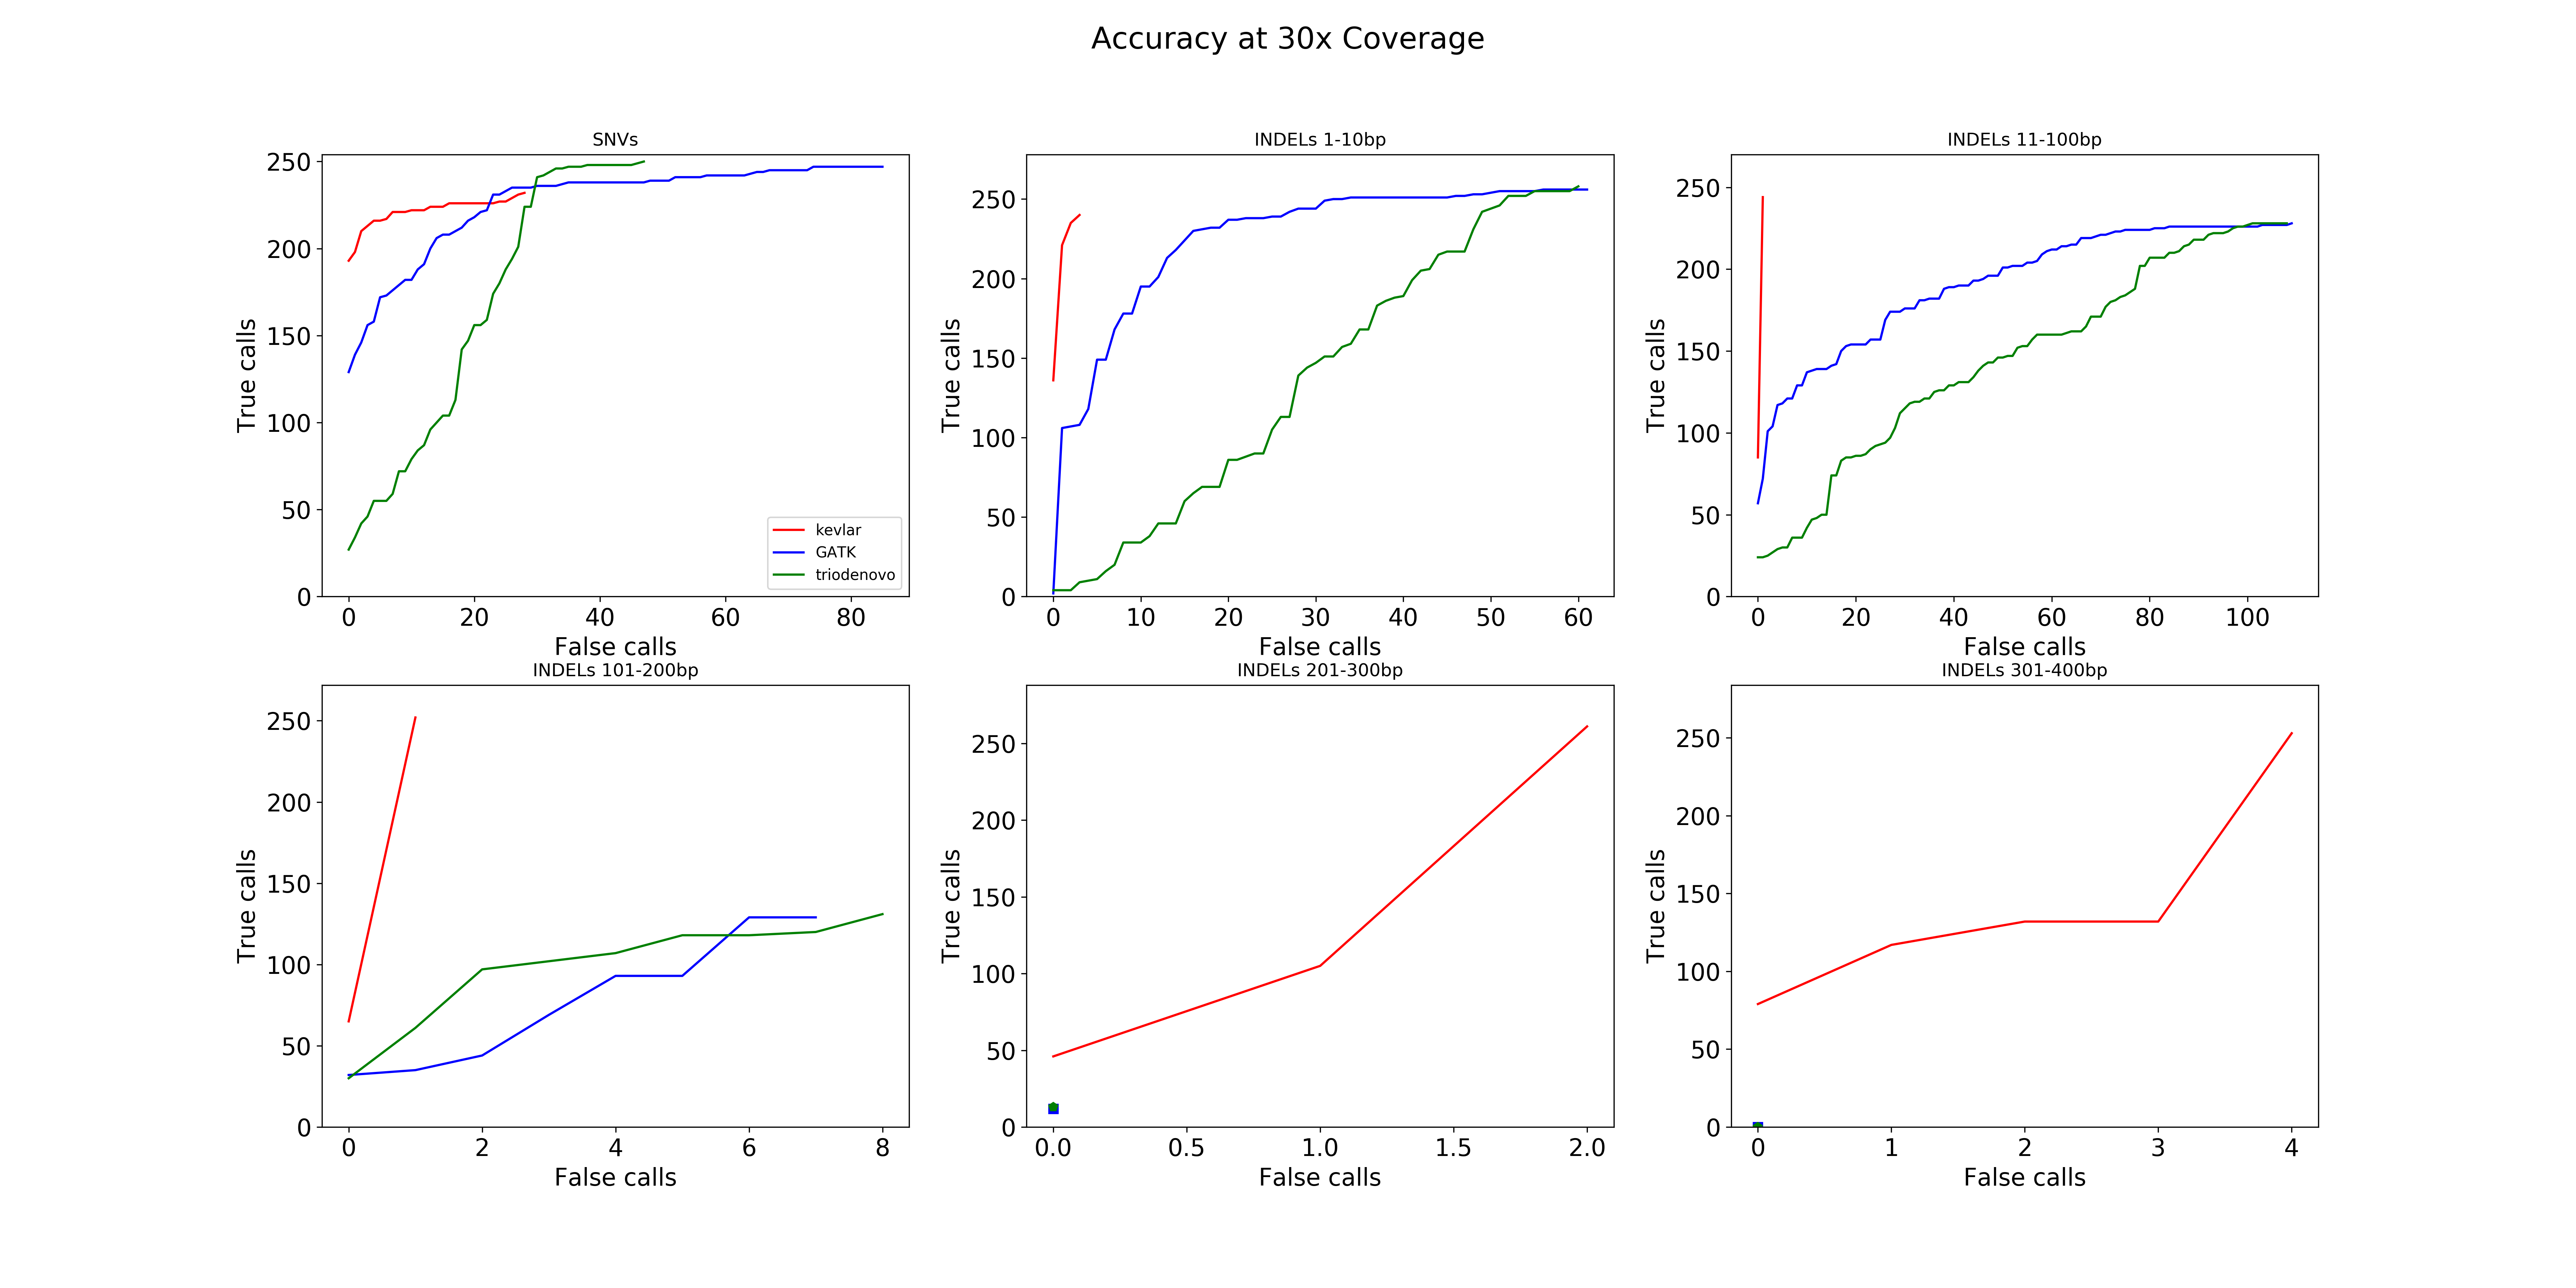 Accuracy at 30x Coverage
SNVs
250
200
150
100
50
0
True calls
0 20 40 60 80
False calls
kevlar
GATK
triodenovo
INDELs 1-10bp
250
200
150
100
50
0
True calls
0 10 20 30 40 50 60
False calls
INDELs 11-100bp
250
200
150
100
50
0
True calls
0 20 40 60 80 100
False calls
INDELs 101-200bp
250
200
150
100
50
0
True calls
0 2 4 6 8
False calls
INDELs 201-300bp
250
200
150
100
50
0
True calls
0.0 0.5 1.0 1.5 2.0
False calls
INDELs 301-400bp
250
200
150
100
50
0
True calls
0 1 2 3 4
False calls